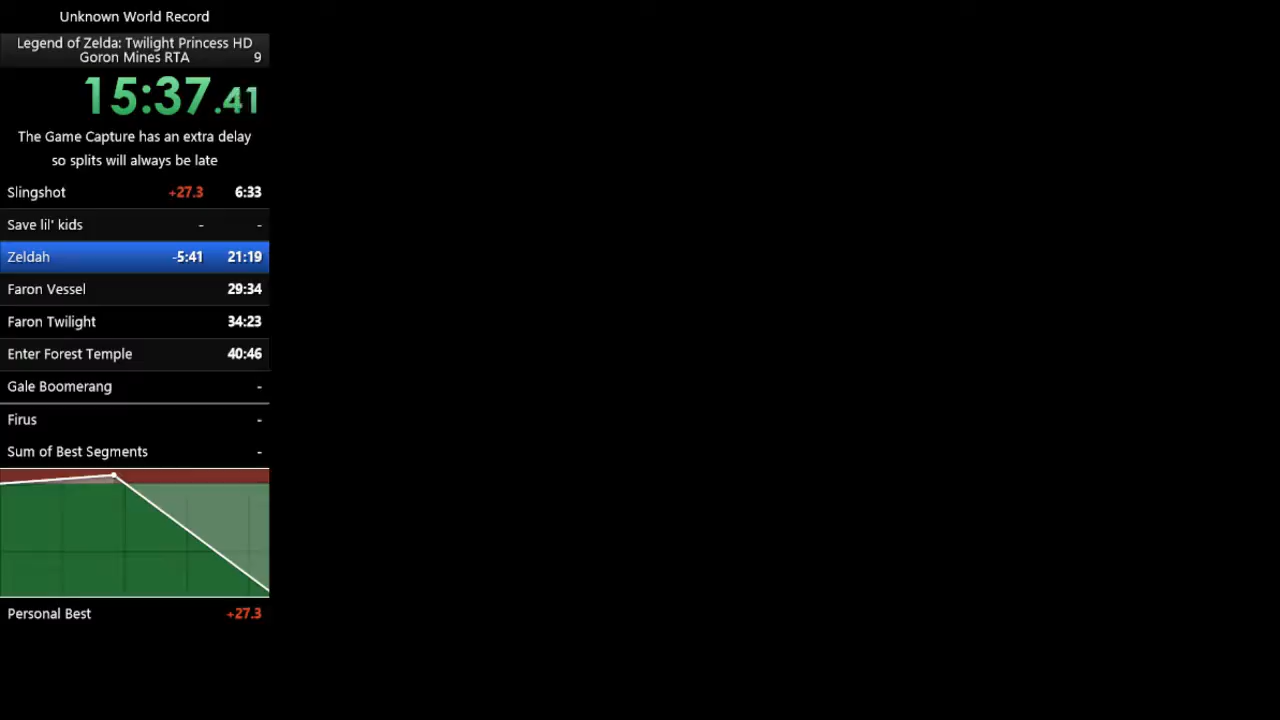 Unknown World Record
Legend of Zelda: Twilight Princess HD
Goron Mines RTA 9
15:37.41
The Game Capture has an extra delay
so splits will always be late
Slingshot +27.3 6:33
Save lil' kids - -
Zeldah -5:41 21:19
Faron Vessel 29:34
Faron Twilight 34:23
Enter Forest Temple 40:46
Gale Boomerang -
Firus -
Sum of Best Segments -
Personal Best +27.3